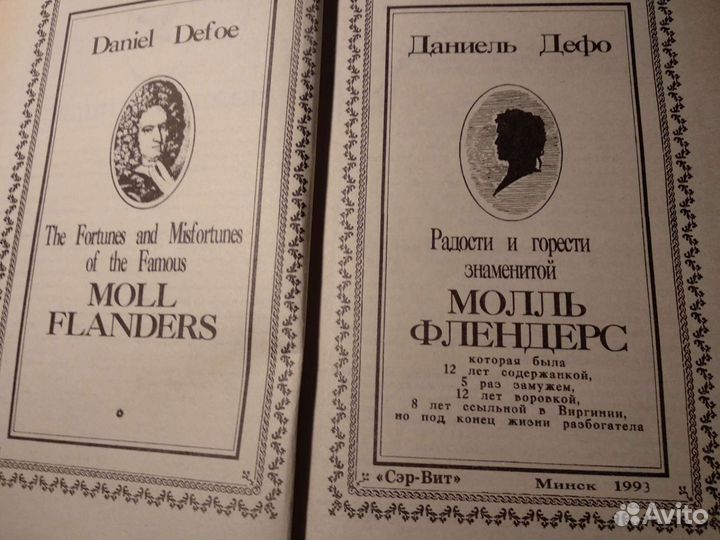 Daniel Defoe
The Fortunes and Misfortunes
of the Famous
MOLL
FLANDERS
Даниель Дефо
Радости и горести
знаменитой
МОЛЛЬ
ФЛЕНДЕРС
которая была
12 лет содержанкой,
5 раз замужем,
12 лет воровкой,
8 лет ссыльной в Виргинии,
но под конец жизни разбогатела
«Сэр-Вит» Минск 1993
Avito